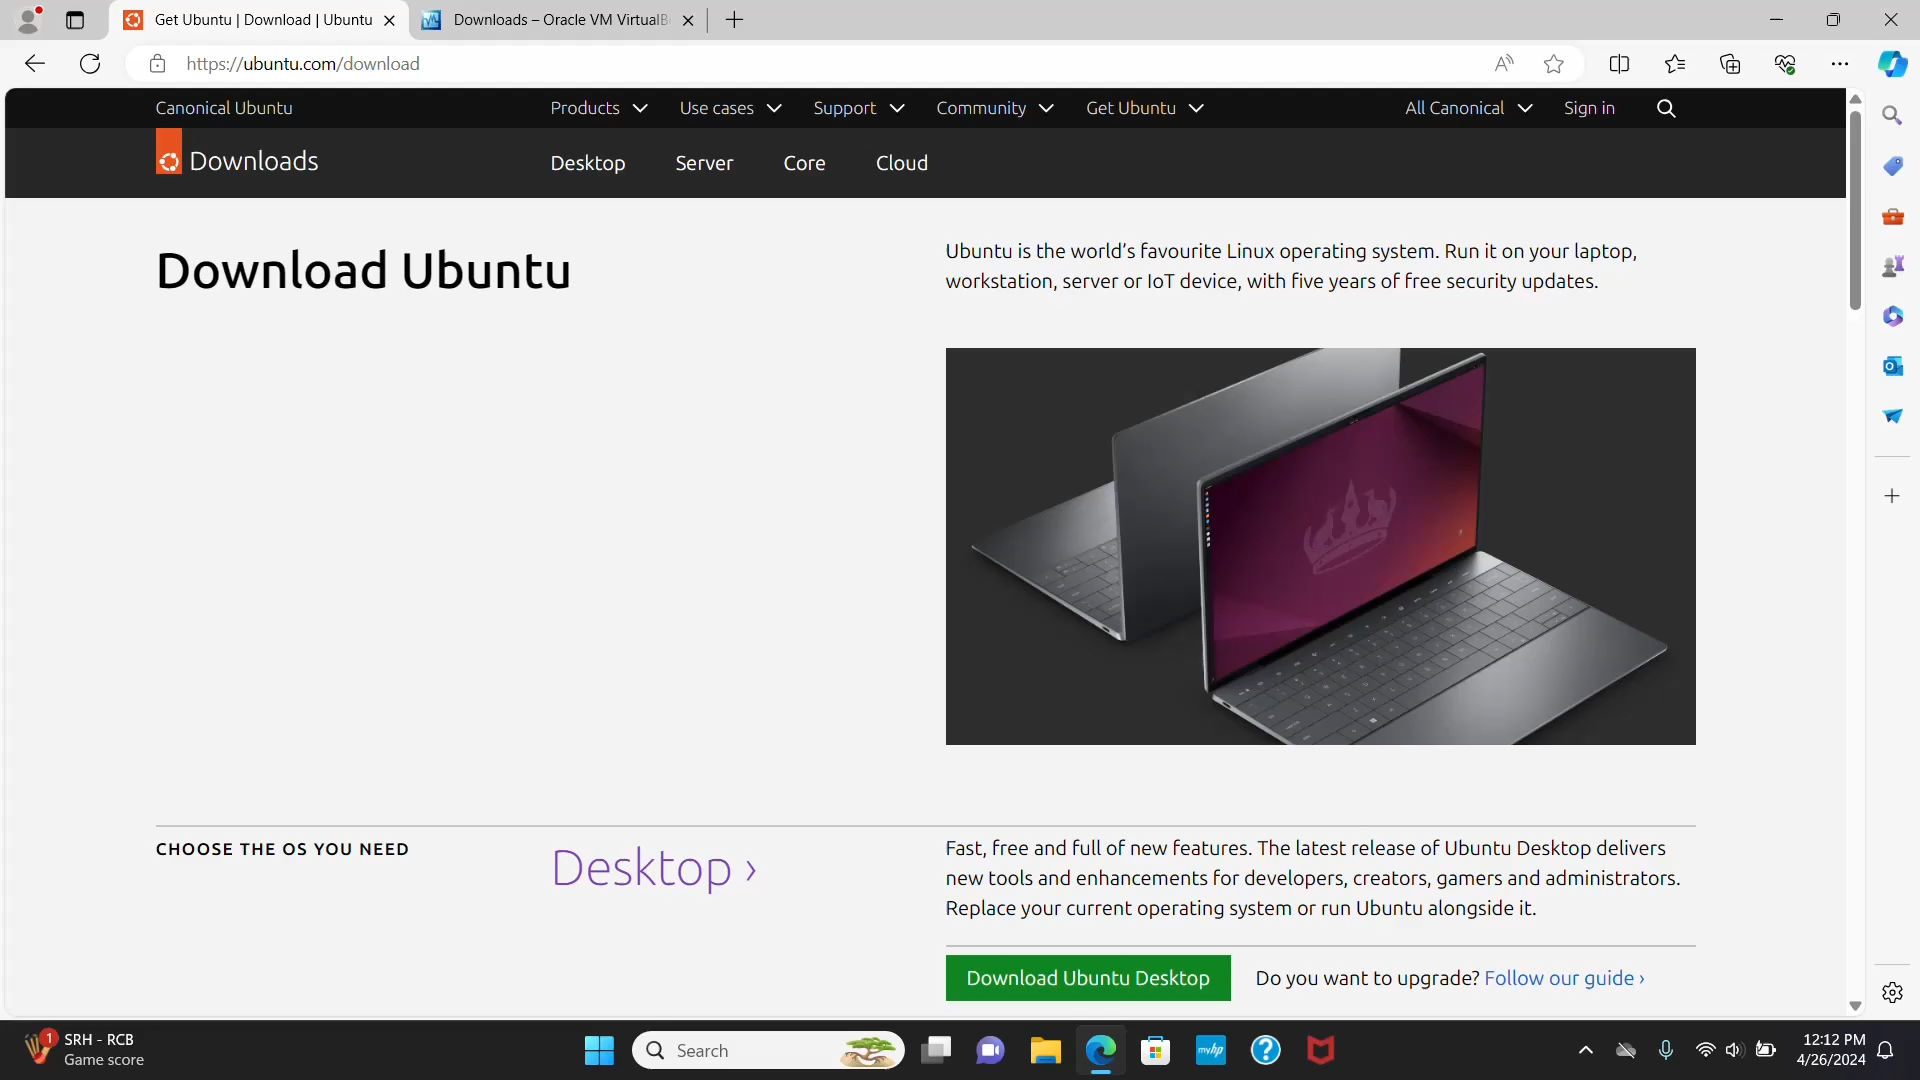 Get Ubuntu | Download | Ubuntu
Downloads – Oracle VM VirtualB
https://ubuntu.com/download
Canonical Ubuntu
Products
Use cases
Support
Community
Get Ubuntu
All Canonical
Sign in
Downloads
Desktop
Server
Core
Cloud
Download Ubuntu
Ubuntu is the world’s favourite Linux operating system. Run it on your laptop,
workstation, server or IoT device, with five years of free security updates.
CHOOSE THE OS YOU NEED
Desktop ›
Fast, free and full of new features. The latest release of Ubuntu Desktop delivers
new tools and enhancements for developers, creators, gamers and administrators.
Replace your current operating system or run Ubuntu alongside it.
Download Ubuntu Desktop
Do you want to upgrade? Follow our guide ›
1
SRH - RCB
Game score
Search
myhp
12:12 PM
4/26/2024